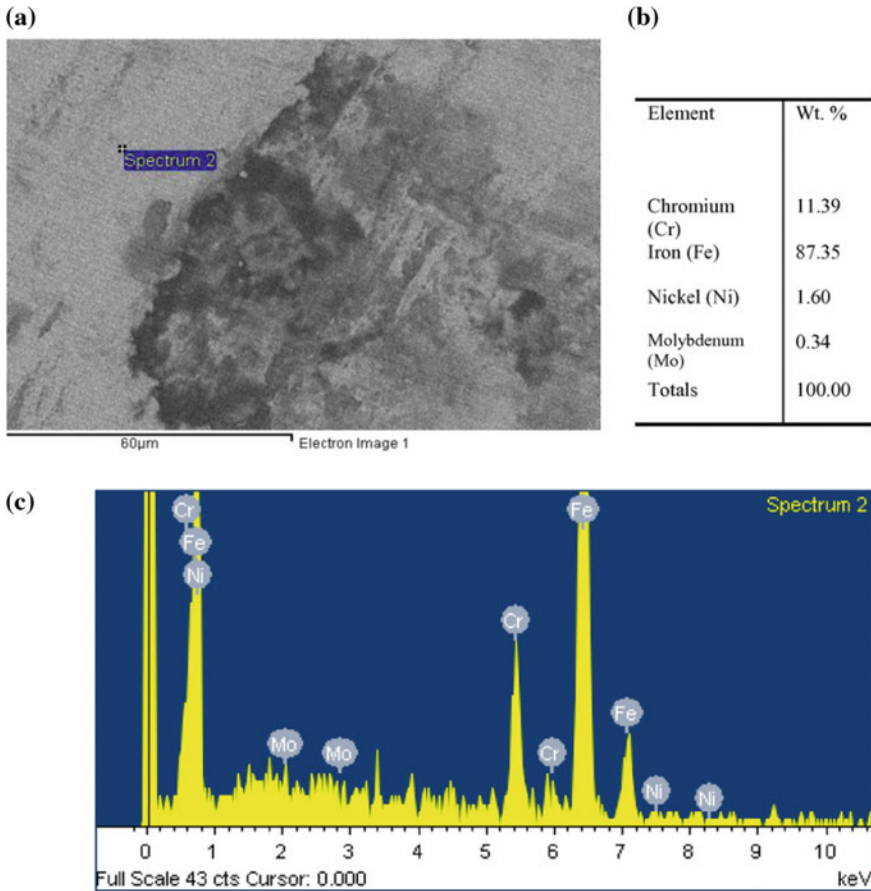 (a)
Spectrum 2
60µm
Electron Image 1
(b)
Element Wt. %
Chromium 11.39
(Cr)
Iron (Fe) 87.35
Nickel (Ni) 1.60
Molybdenum 0.34
(Mo)
Totals 100.00
(c)
Spectrum 2
Cr
Fe
Ni
Mo
Mo
Cr
Cr
Fe
Fe
Ni
Ni
0 1 2 3 4 5 6 7 8 9 10
Full Scale 43 cts Cursor: 0.000 keV